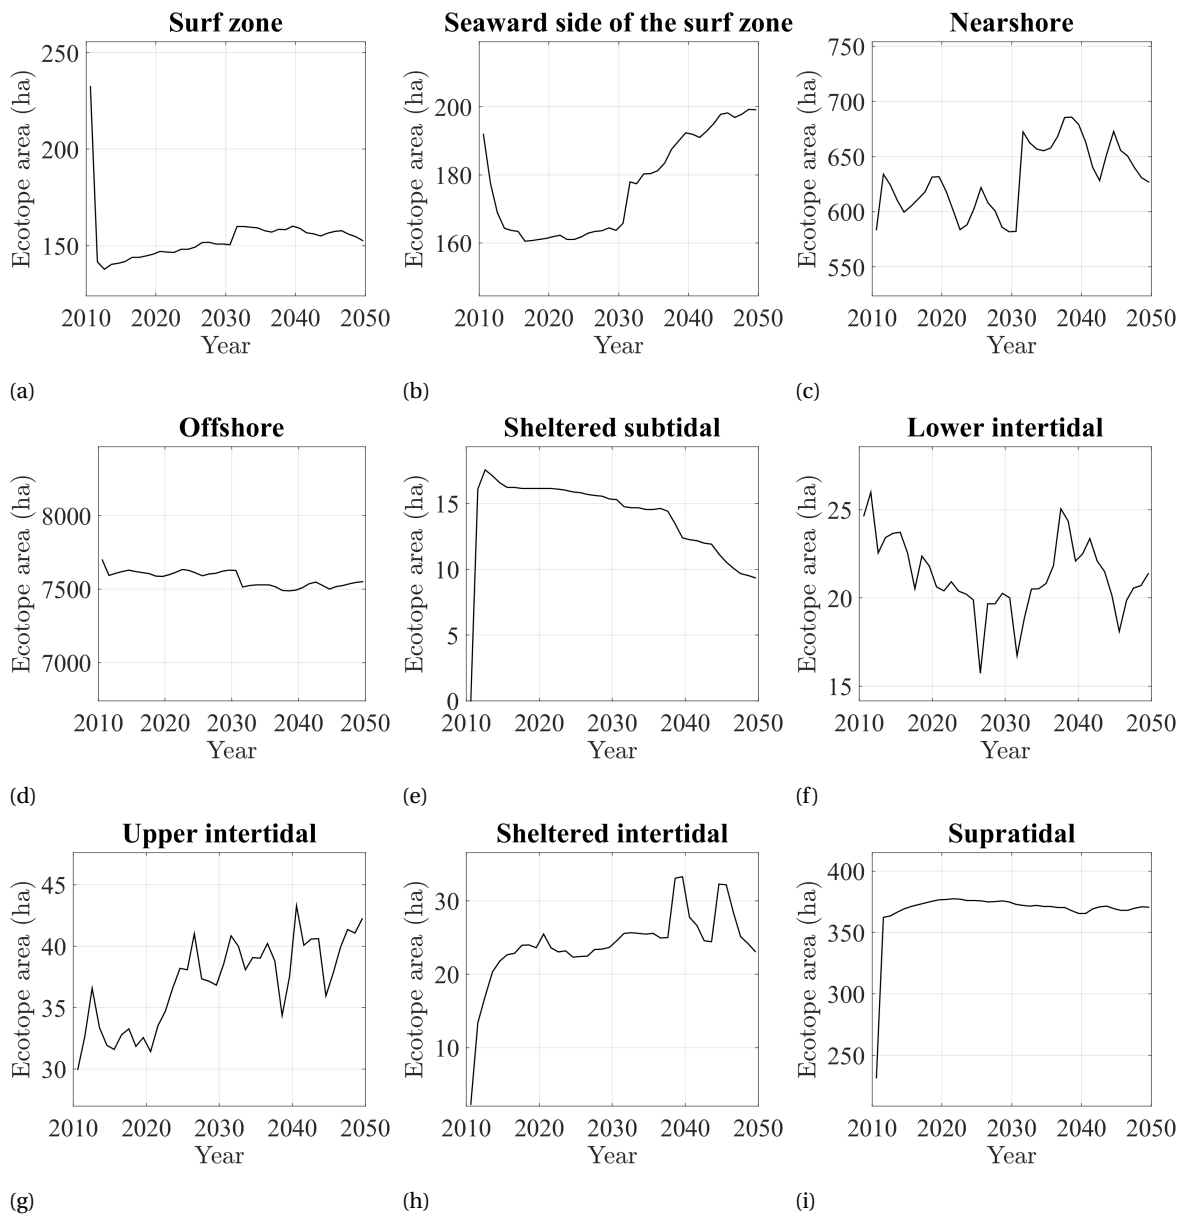 Surf zone
Seaward side of the surf zone
Nearshore
Ecotope area (ha)
250
200
150
2010 2020 2030 2040 2050
Year
Ecotope area (ha)
200
180
160
2010 2020 2030 2040 2050
Year
Ecotope area (ha)
750
700
650
600
550
2010 2020 2030 2040 2050
Year
(a)
(b)
(c)
Offshore
Sheltered subtidal
Lower intertidal
Ecotope area (ha)
8000
7500
7000
2010 2020 2030 2040 2050
Year
Ecotope area (ha)
15
10
5
0
2010 2020 2030 2040 2050
Year
Ecotope area (ha)
25
20
15
2010 2020 2030 2040 2050
Year
(d)
(e)
(f)
Upper intertidal
Sheltered intertidal
Supratidal
Ecotope area (ha)
45
40
35
30
2010 2020 2030 2040 2050
Year
Ecotope area (ha)
30
20
10
2010 2020 2030 2040 2050
Year
Ecotope area (ha)
400
350
300
250
2010 2020 2030 2040 2050
Year
(g)
(h)
(i)